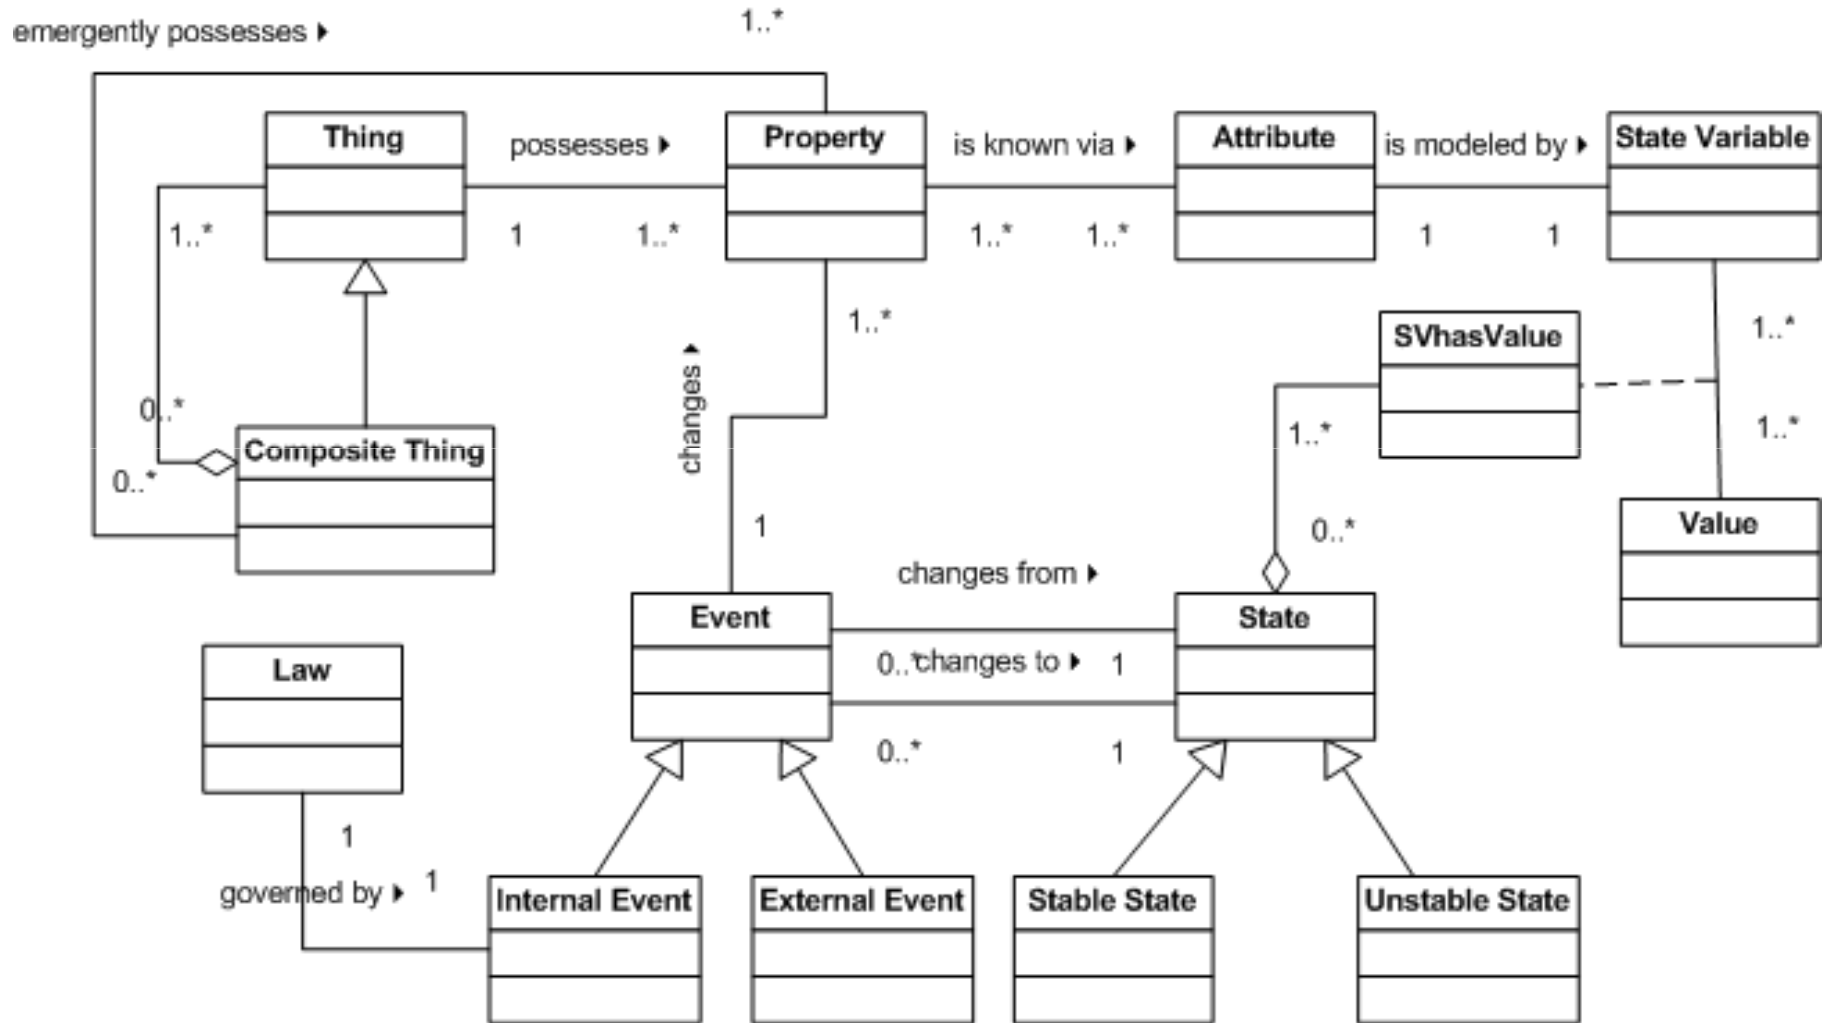 emergently possesses ▶
1..*
Thing
possesses ▶
Property
is known via ▶
Attribute
is modeled by ▶
State Variable
1..*
1
1..*
1..*
1..*
1
1
1..*
SVhasValue
1..*
changes ▶
0..*
1..*
1..*
Composite Thing
0..*
1
0..*
Value
changes from ▶
Event
State
Law
0..*
changes to ▶
1
0..*
1
1
governed by ▶
1
Internal Event
External Event
Stable State
Unstable State